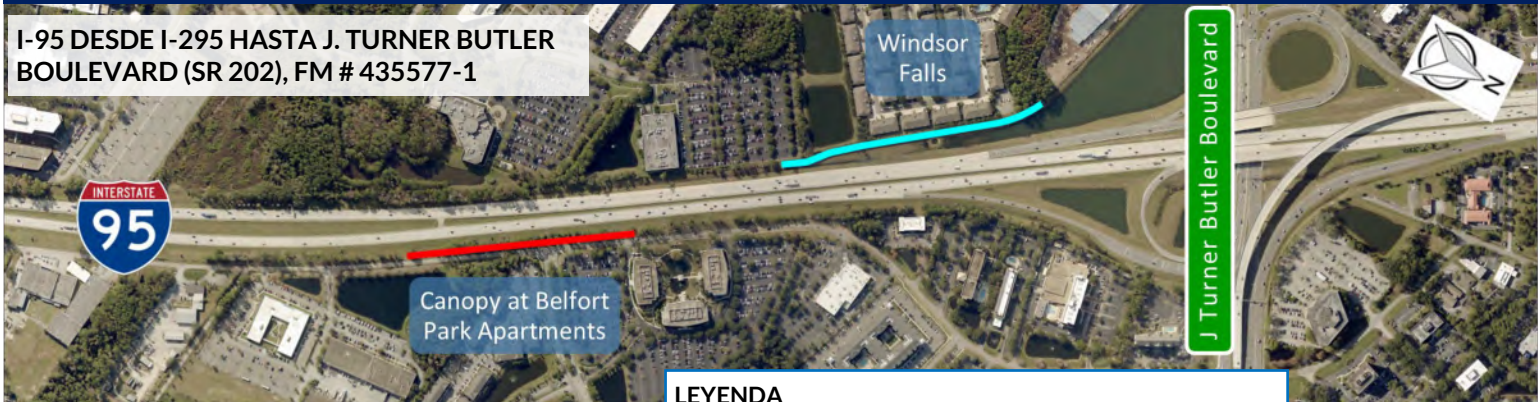 I-95 DESDE I-295 HASTA J. TURNER BUTLER
BOULEVARD (SR 202), FM # 435577-1
Windsor
Falls
J Turner Butler Boulevard
N
INTERSTATE
95
Canopy at Belfort
Park Apartments
LEYENDA